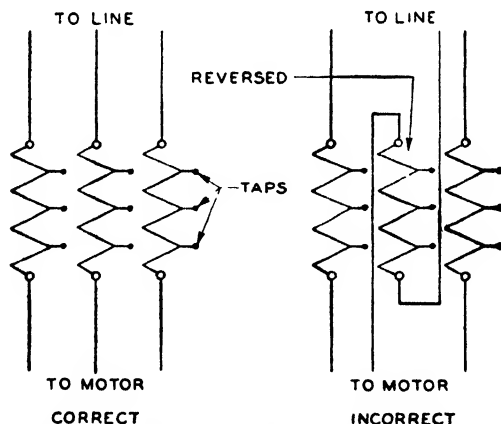 TO LINE
TO LINE
REVERSED
TAPS
TO MOTOR
TO MOTOR
CORRECT
INCORRECT